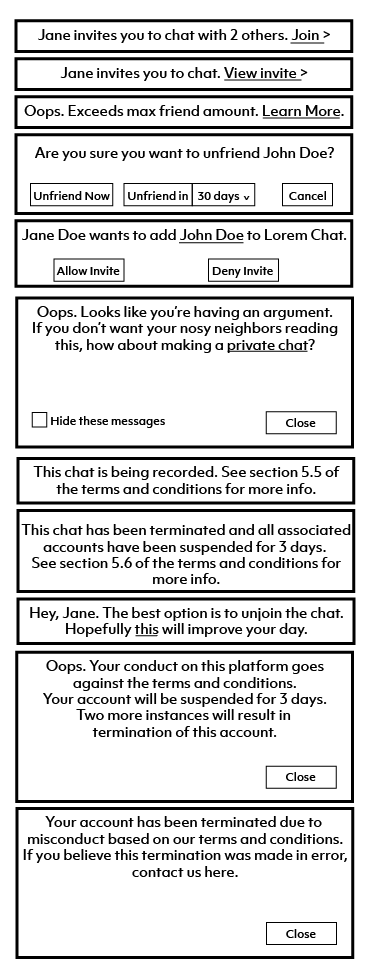 Jane invites you to chat with 2 others. Join >
Jane invites you to chat. View invite >
Oops. Exceeds max friend amount. Learn More.
Are you sure you want to unfriend John Doe?
Unfriend Now Unfriend in 30 days v Cancel
Jane Doe wants to add John Doe to Lorem Chat.
Allow Invite Deny Invite
Oops. Looks like you're having an argument.
If you don't want your nosy neighbors reading
this, how about making a private chat?
Hide these messages Close
This chat is being recorded. See section 5.5 of
the terms and conditions for more info.
This chat has been terminated and all associated
accounts have been suspended for 3 days.
See section 5.6 of the terms and conditions for
more info.
Hey, Jane. The best option is to unjoin the chat.
Hopefully this will improve your day.
Oops. Your conduct on this platform goes
against the terms and conditions.
Your account will be suspended for 3 days.
Two more instances will result in
termination of this account.
Close
Your account has been terminated due to
misconduct based on our terms and conditions.
If you believe this termination was made in error,
contact us here.
Close